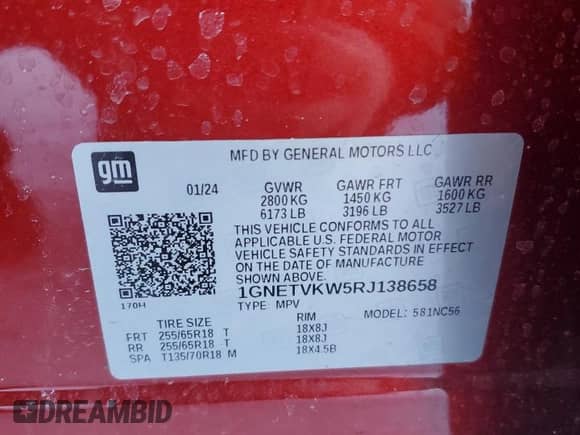 gm
MFD BY GENERAL MOTORS LLC
01/24 GVWR GAWR FRT GAWR RR
2800 KG 1450 KG 1600 KG
6173 LB 3196 LB 3527 LB
THIS VEHICLE CONFORMS TO ALL
APPLICABLE U.S. FEDERAL MOTOR
VEHICLE SAFETY STANDARDS IN EFFECT
ON THE DATE OF MANUFACTURE
SHOWN ABOVE.
170H
1GNETVKW5RJ138658
TYPE: MPV MODEL: 581NC56
TIRE SIZE RIM
FRT 255/65R18 T 18X8J
RR 255/65R18 T 18X8J
SPA T135/70R18 M 18X4.5B
DREAMBID